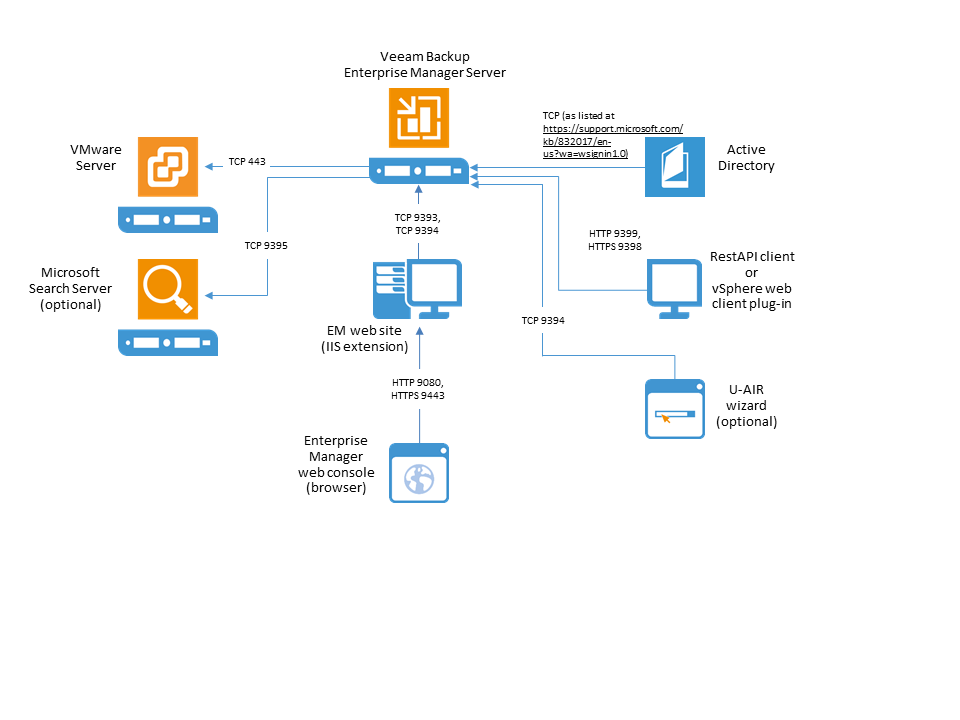 Veeam Backup
Enterprise Manager Server
TCP (as listed at
https://support.microsoft.com/
kb/832017/en-
us?wa=wsignin1.0)
VMware
Server
TCP 443
Active
Directory
TCP 9393,
TCP 9394
TCP 9395
HTTP 9399,
HTTPS 9398
Microsoft
Search Server
(optional)
RestAPI client
or
vSphere web
client plug-in
EM web site
(IIS extension)
TCP 9394
HTTP 9080,
HTTPS 9443
U-AIR
wizard
(optional)
Enterprise
Manager
web console
(browser)